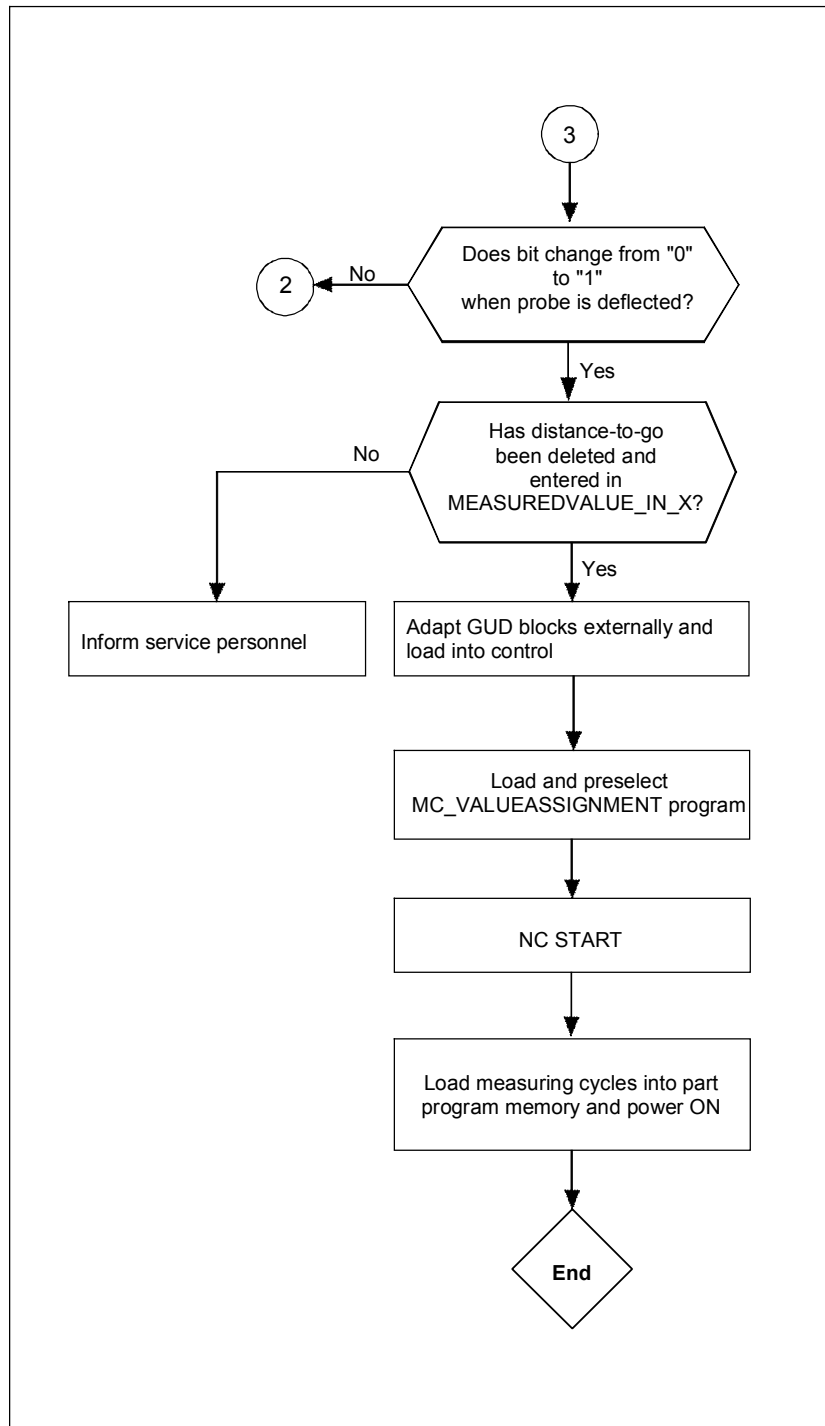 3
Does bit change from "0"
to "1"
when probe is deflected?
No
2
Yes
Has distance-to-go
been deleted and
entered in
MEASUREDVALUE_IN_X?
No
Yes
Inform service personnel
Adapt GUD blocks externally and
load into control
Load and preselect
MC_VALUEASSIGNMENT program
NC START
Load measuring cycles into part
program memory and power ON
End